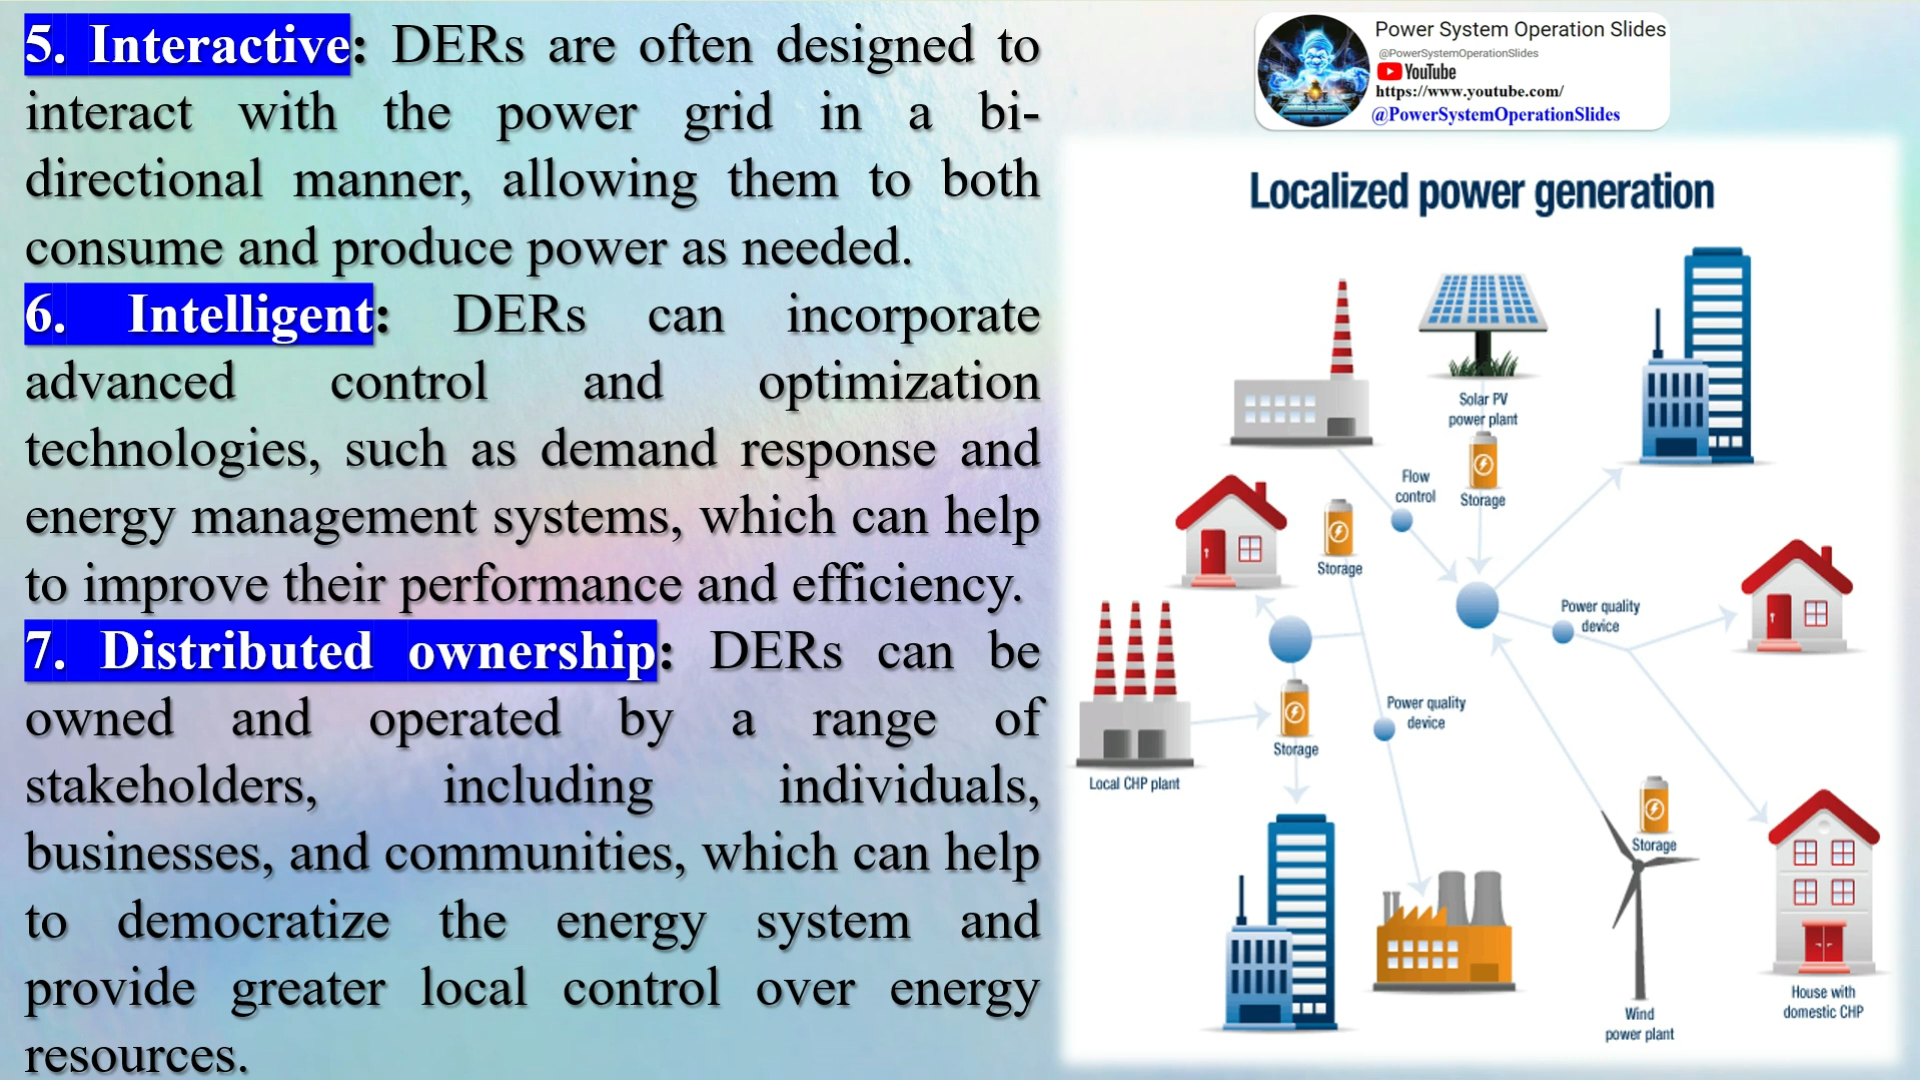 5. Interactive: DERs are often designed to
interact with the power grid in a bi-
directional manner, allowing them to both
consume and produce power as needed.
6. Intelligent: DERs can incorporate
advanced control and optimization
technologies, such as demand response and
energy management systems, which can help
to improve their performance and efficiency.
7. Distributed ownership: DERs can be
owned and operated by a range of
stakeholders, including individuals,
businesses, and communities, which can help
to democratize the energy system and
provide greater local control over energy
resources.
Power System Operation Slides
@PowerSystemOperationSlides
YouTube
https://www.youtube.com/
@PowerSystemOperationSlides
Localized power generation
Solar PV
power plant
Flow
control
Storage
Storage
Power quality
device
Power quality
device
Storage
Local CHP plant
Storage
Wind
power plant
House with
domestic CHP